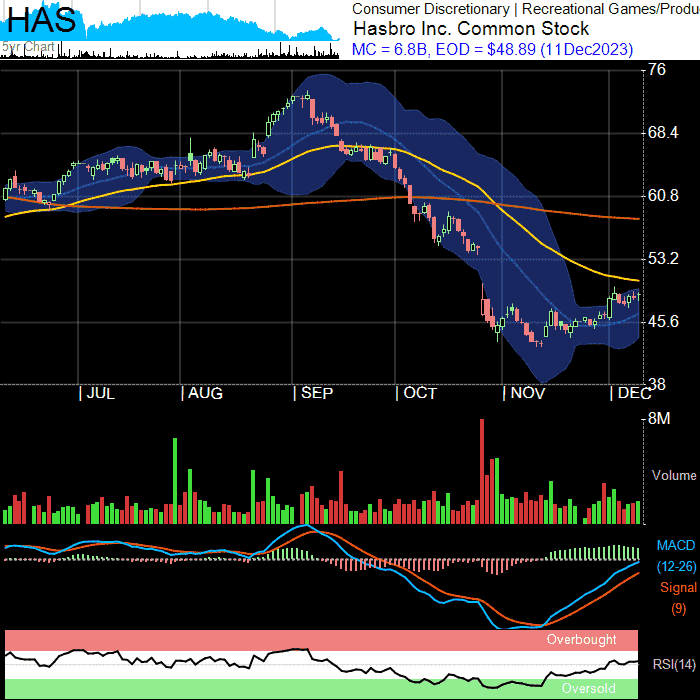 HAS
5yr Chart
Consumer Discretionary | Recreational Games/Produ
Hasbro Inc. Common Stock
MC = 6.8B, EOD = $48.89 (11Dec2023)
76
68.4
60.8
53.2
45.6
38
JUL AUG SEP OCT NOV DEC
8M
Volume
MACD
(12-26)
Signal
(9)
Overbought
RSI(14)
Oversold